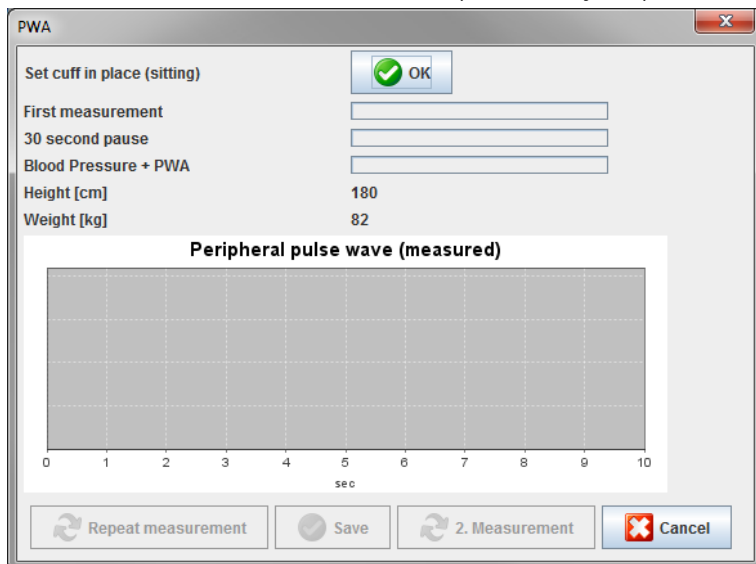 PWA
Set cuff in place (sitting) OK
First measurement
30 second pause
Blood Pressure + PWA
Height [cm] 180
Weight [kg] 82
Peripheral pulse wave (measured)
0 1 2 3 4 5 6 7 8 9 10
sec
Repeat measurement Save 2. Measurement Cancel